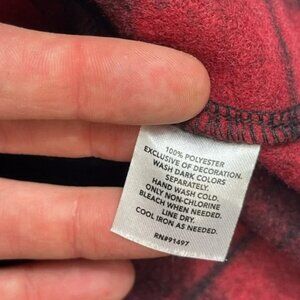 100% POLYESTER
EXCLUSIVE OF DECORATION.
WASH DARK COLORS
SEPARATELY.
HAND WASH COLD.
ONLY NON-CHLORINE
BLEACH WHEN NEEDED.
LINE DRY.
COOL IRON AS NEEDED.
RN#91497